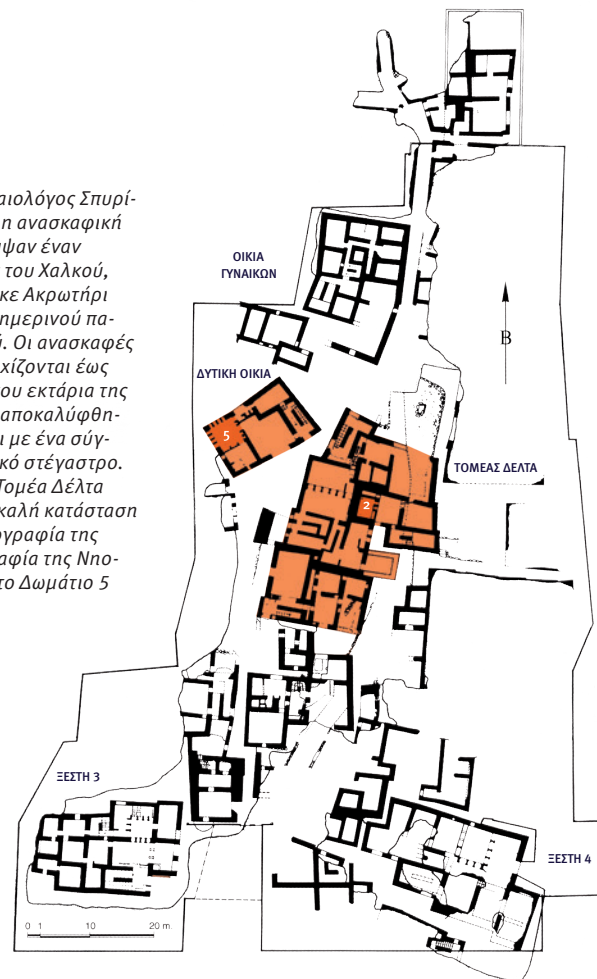 αιολόγος Σπυρί-
η ανασκαφική
ψαν έναν
του Χαλκού,
κε Ακρωτήρι
ημερινού πα-
ή. Οι ανασκαφές
χίζονται έως
ου εκτάρια της
αποκαλύφθη-
ι με ένα σύγ-
κό στέγαστρο.
Τομέα Δέλτα
καλή κατάσταση
ογραφία της
αφία της Νηο-
το Δωμάτιο 5
ΟΙΚΙΑ
ΓΥΝΑΙΚΩΝ
Β
ΔΥΤΙΚΗ ΟΙΚΙΑ
5
ΤΟΜΕΑΣ ΔΕΛΤΑ
2
ΞΕΣΤΗ 3
ΞΕΣΤΗ 4
0 1 10 20 m.